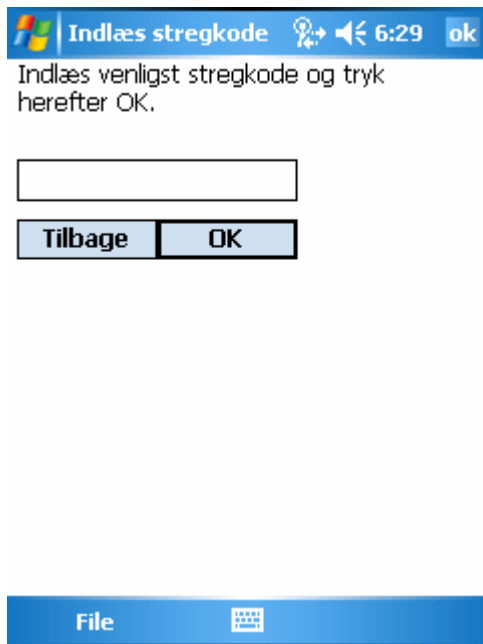 Indlæs stregkode 6:29 ok
Indlæs venligst stregkode og tryk
herefter OK.
Tilbage OK
File